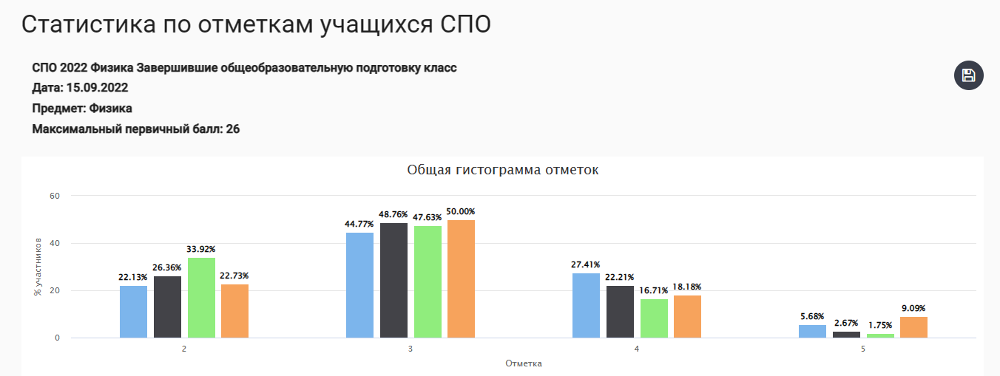 Статистика по отметкам учащихся СПО
СПО 2022 Физика Завершившие общеобразовательную подготовку класс
Дата: 15.09.2022
Предмет: Физика
Максимальный первичный балл: 26
Общая гистограмма отметок
% участников
60
40
20
0
22.13% 26.36% 33.92% 22.73%
44.77% 48.76% 47.63% 50.00%
27.41% 22.21% 16.71% 18.18%
5.68% 2.67% 1.75% 9.09%
2 3 4 5
Отметка